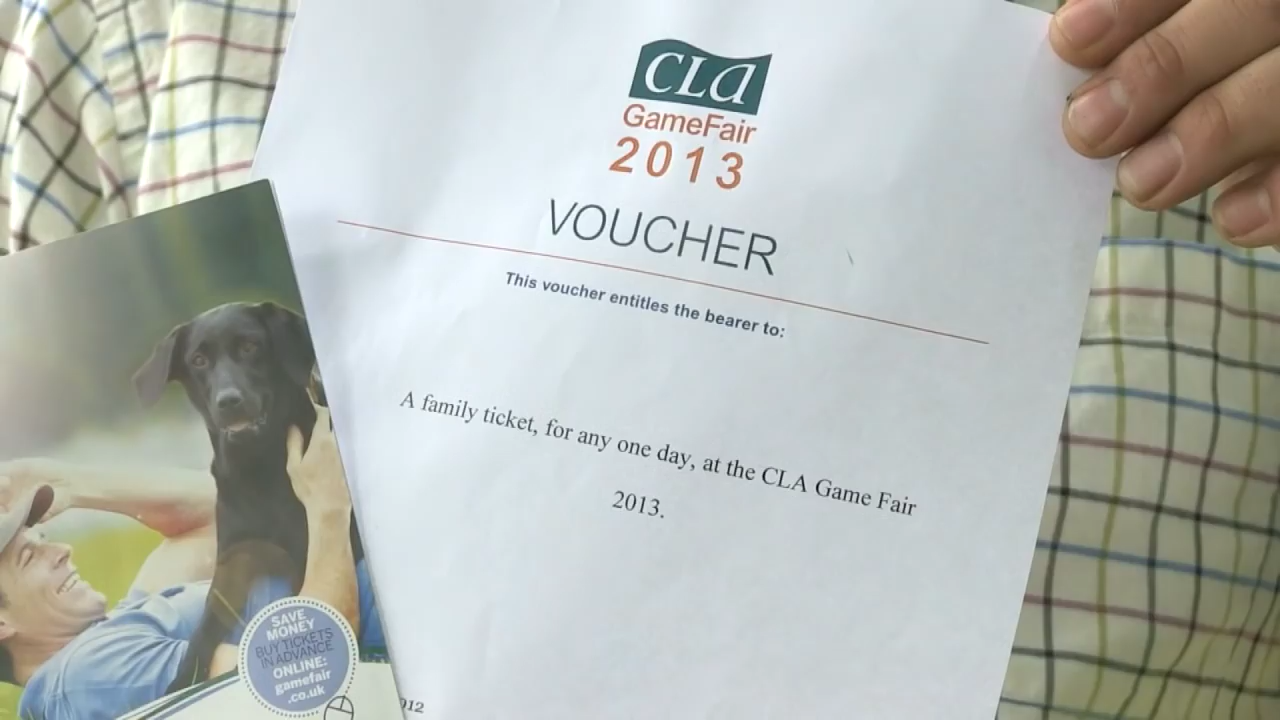 CLa
GameFair
2013
VOUCHER
This voucher entitles the bearer to:
A family ticket, for any one day, at the CLA Game Fair
2013.
SAVE
MONEY
BUY TICKETS
IN ADVANCE
ONLINE:
gamefair
.co.uk
012